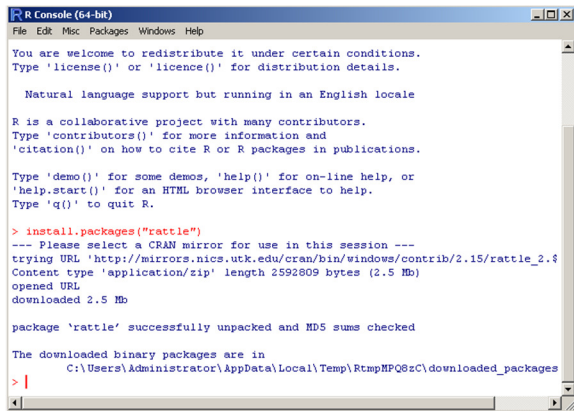 R Console (64-bit)
File Edit Misc Packages Windows Help
You are welcome to redistribute it under certain conditions.
Type 'license()' or 'licence()' for distribution details.
Natural language support but running in an English locale
R is a collaborative project with many contributors.
Type 'contributors()' for more information and
'citation()' on how to cite R or R packages in publications.
Type 'demo()' for some demos, 'help()' for on-line help, or
'help.start()' for an HTML browser interface to help.
Type 'q()' to quit R.
> install.packages("rattle")
--- Please select a CRAN mirror for use in this session ---
trying URL 'http://mirrors.nics.utk.edu/cran/bin/windows/contrib/2.15/rattle_2.$
Content type 'application/zip' length 2592809 bytes (2.5 Mb)
opened URL
downloaded 2.5 Mb
package ‘rattle’ successfully unpacked and MD5 sums checked
The downloaded binary packages are in
C:\Users\Administrator\AppData\Local\Temp\RtmpMPQ8zC\downloaded_packages
>